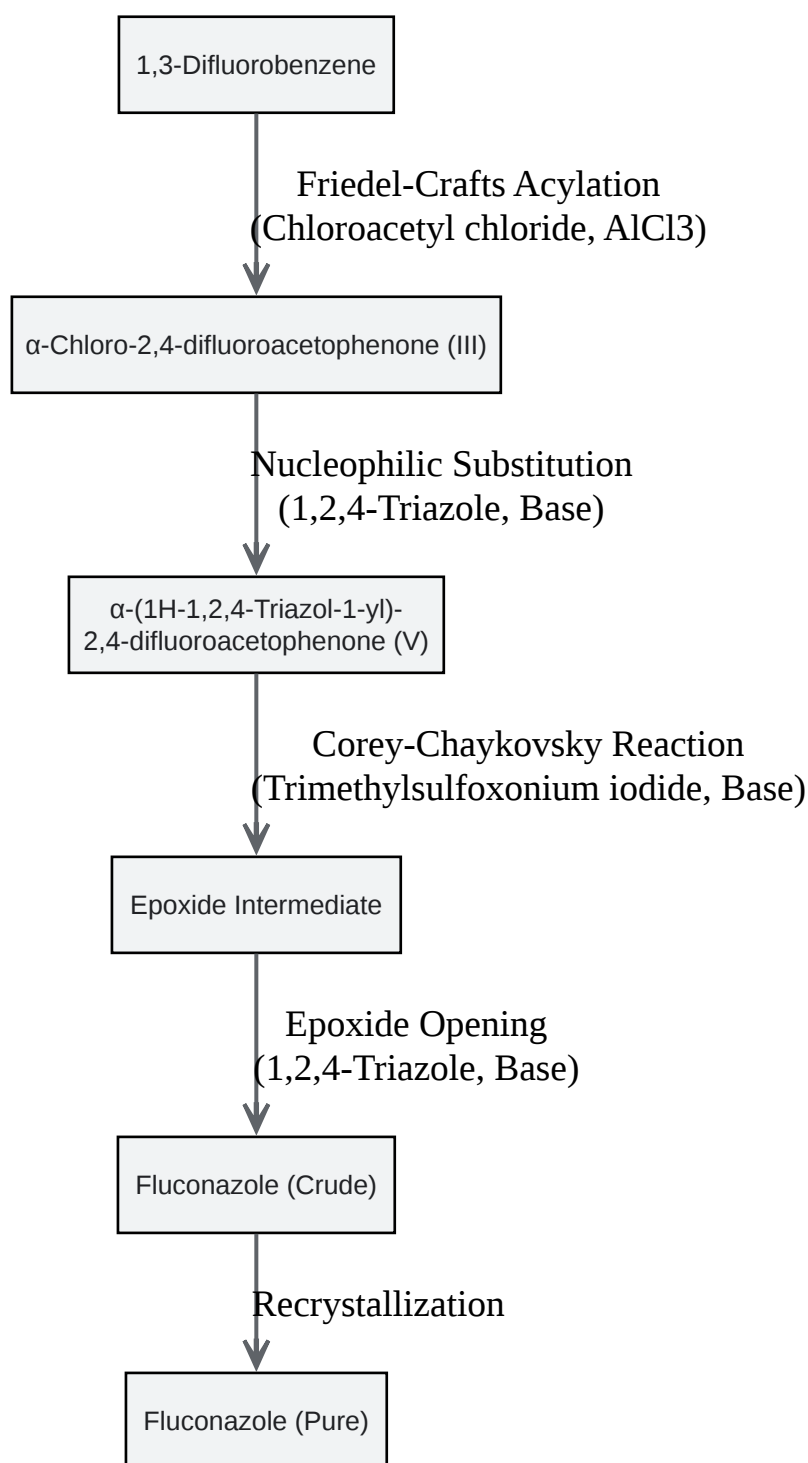 1,3-Difluorobenzene
Friedel-Crafts Acylation
(Chloroacetyl chloride, AlCl3)
α-Chloro-2,4-difluoroacetophenone (III)
Nucleophilic Substitution
(1,2,4-Triazole, Base)
α-(1H-1,2,4-Triazol-1-yl)-
2,4-difluoroacetophenone (V)
Corey-Chaykovsky Reaction
(Trimethylsulfoxonium iodide, Base)
Epoxide Intermediate
Epoxide Opening
(1,2,4-Triazole, Base)
Fluconazole (Crude)
Recrystallization
Fluconazole (Pure)